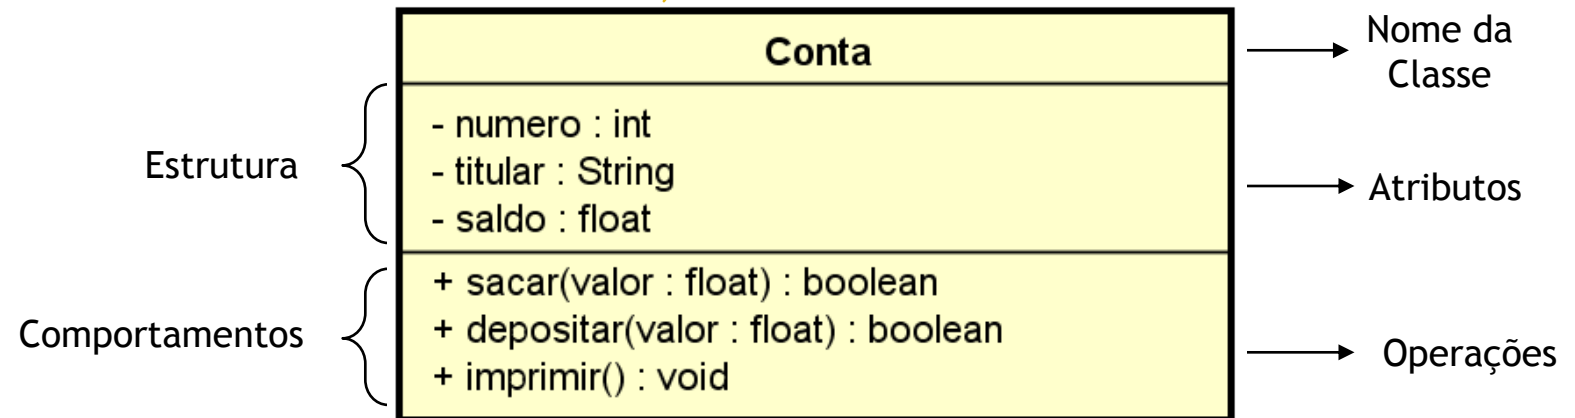 Conta
Nome da
Classe
Estrutura
- numero : int
- titular : String
- saldo : float
Atributos
Comportamentos
+ sacar(valor : float) : boolean
+ depositar(valor : float) : boolean
+ imprimir() : void
Operações